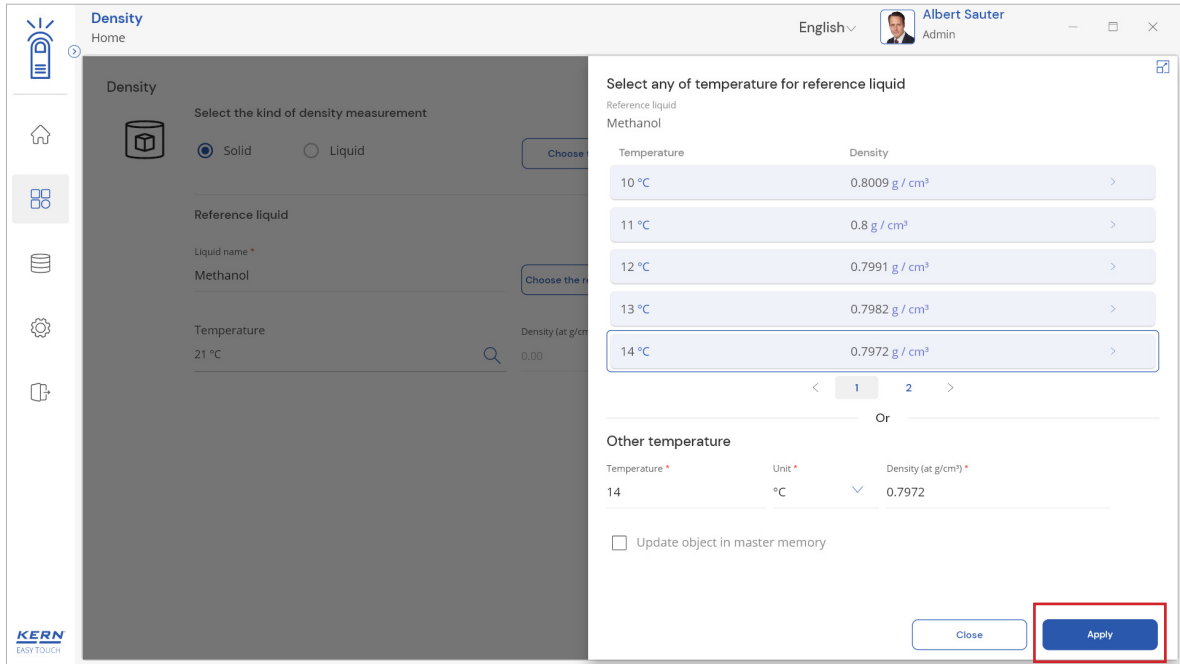 Density
Home
English
Albert Sauter
Admin
Density
Select the kind of density measurement
Solid
Liquid
Choose
Reference liquid
Liquid name *
Methanol
Choose the
Temperature
Density (at
21 °C
0.00
Select any of temperature for reference liquid
Reference liquid
Methanol
Temperature Density
10 °C 0.8009 g / cm³
11 °C 0.8 g / cm³
12 °C 0.7991 g / cm³
13 °C 0.7982 g / cm³
14 °C 0.7972 g / cm³
< 1 2 >
Or
Other temperature
Temperature * Unit * Density (at g/cm³) *
14 °C 0.7972
Update object in master memory
Close Apply
KERN
EASY TOUCH